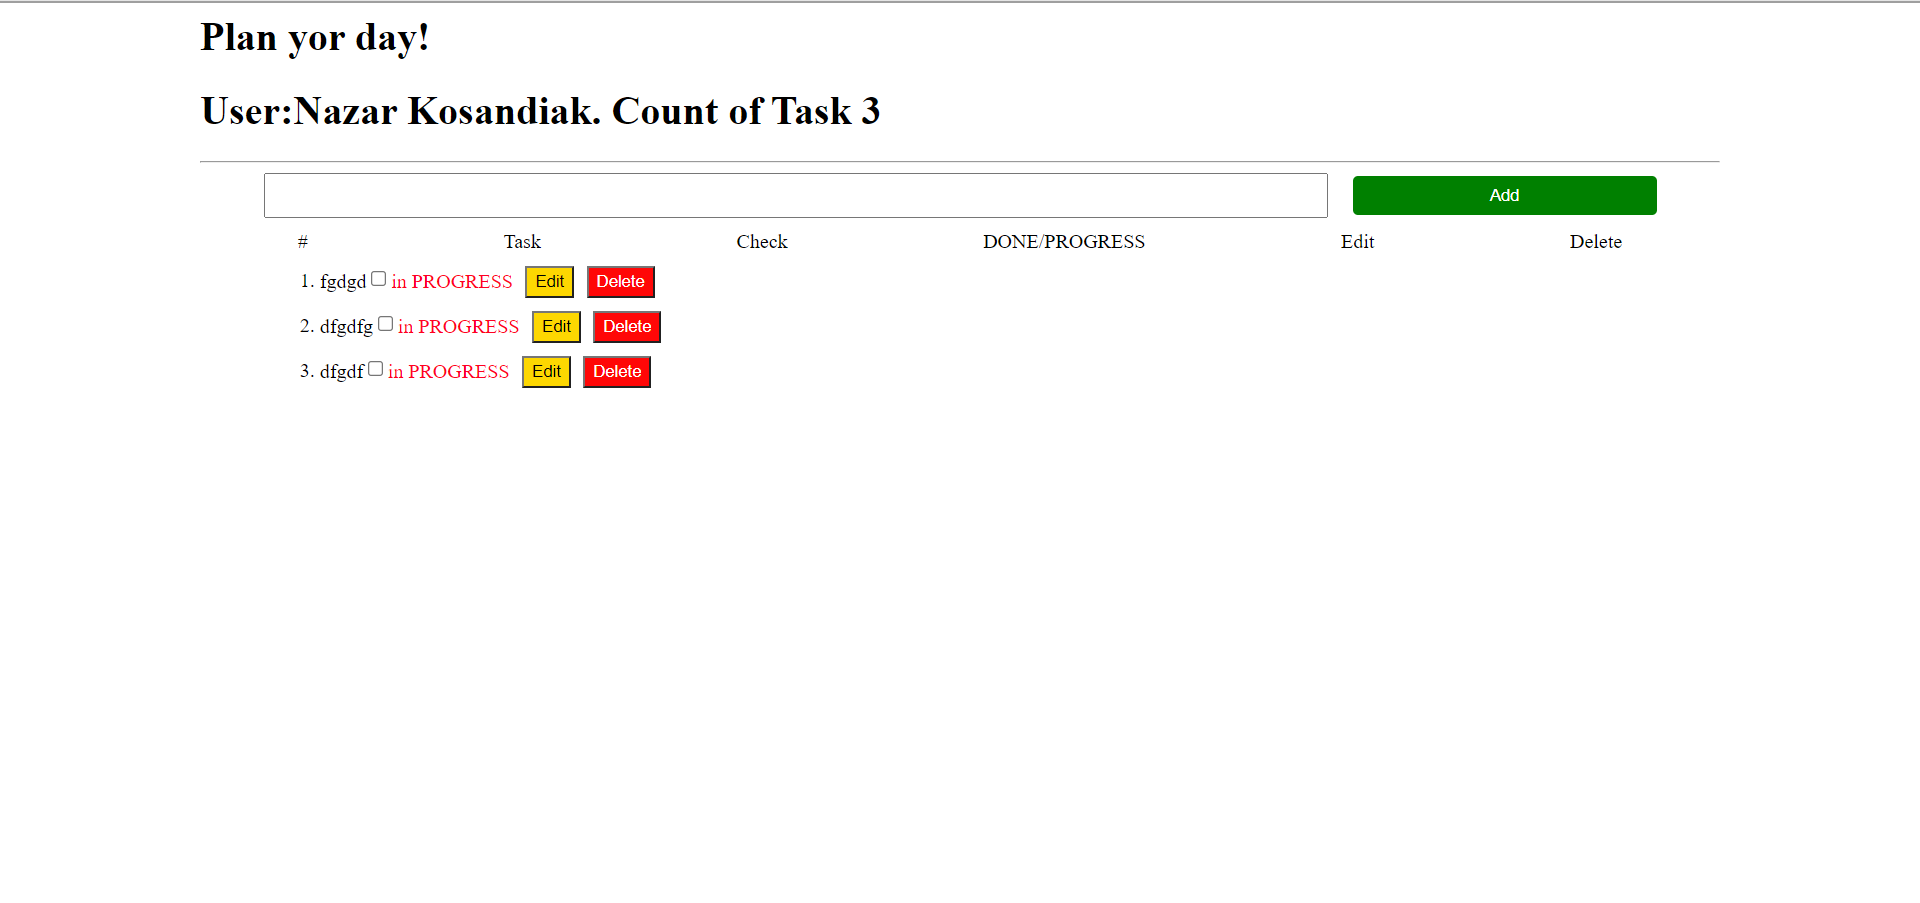 Plan yor day!
User:Nazar Kosandiak. Count of Task 3
Add
# Task Check DONE/PROGRESS Edit Delete
1. fgdgd in PROGRESS Edit Delete
2. dfgdfg in PROGRESS Edit Delete
3. dfgdf in PROGRESS Edit Delete